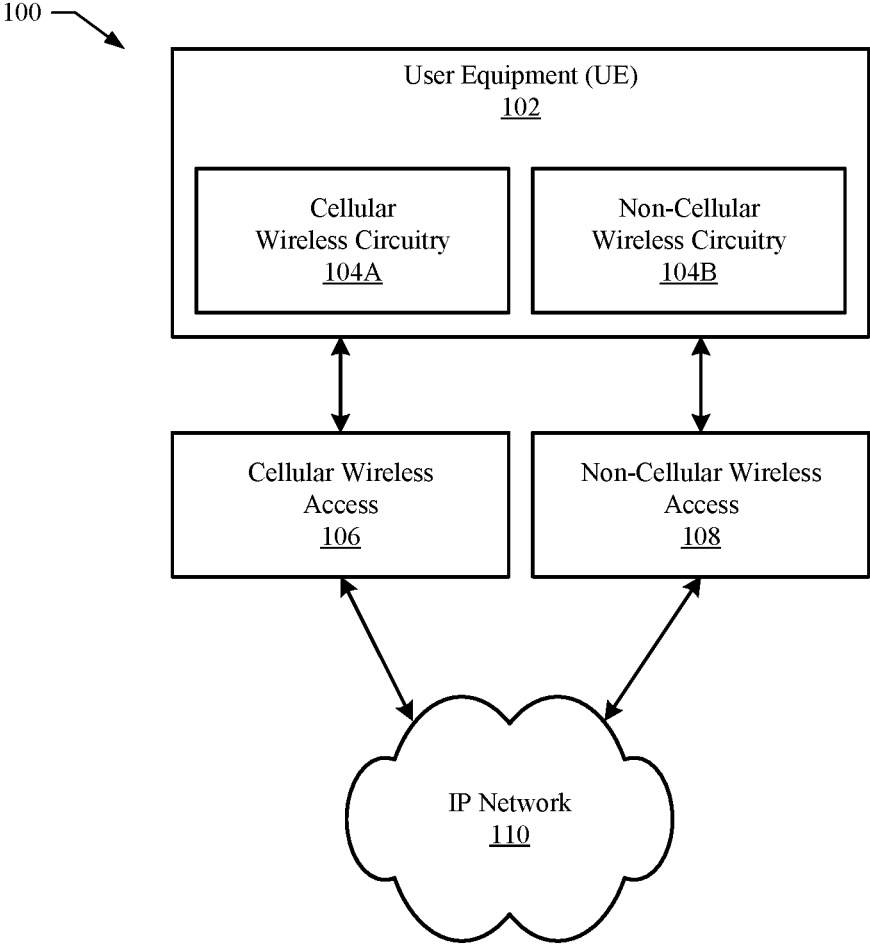 100
User Equipment (UE)
102
Cellular
Wireless Circuitry
104A
Non-Cellular
Wireless Circuitry
104B
Cellular Wireless
Access
106
Non-Cellular Wireless
Access
108
IP Network
110